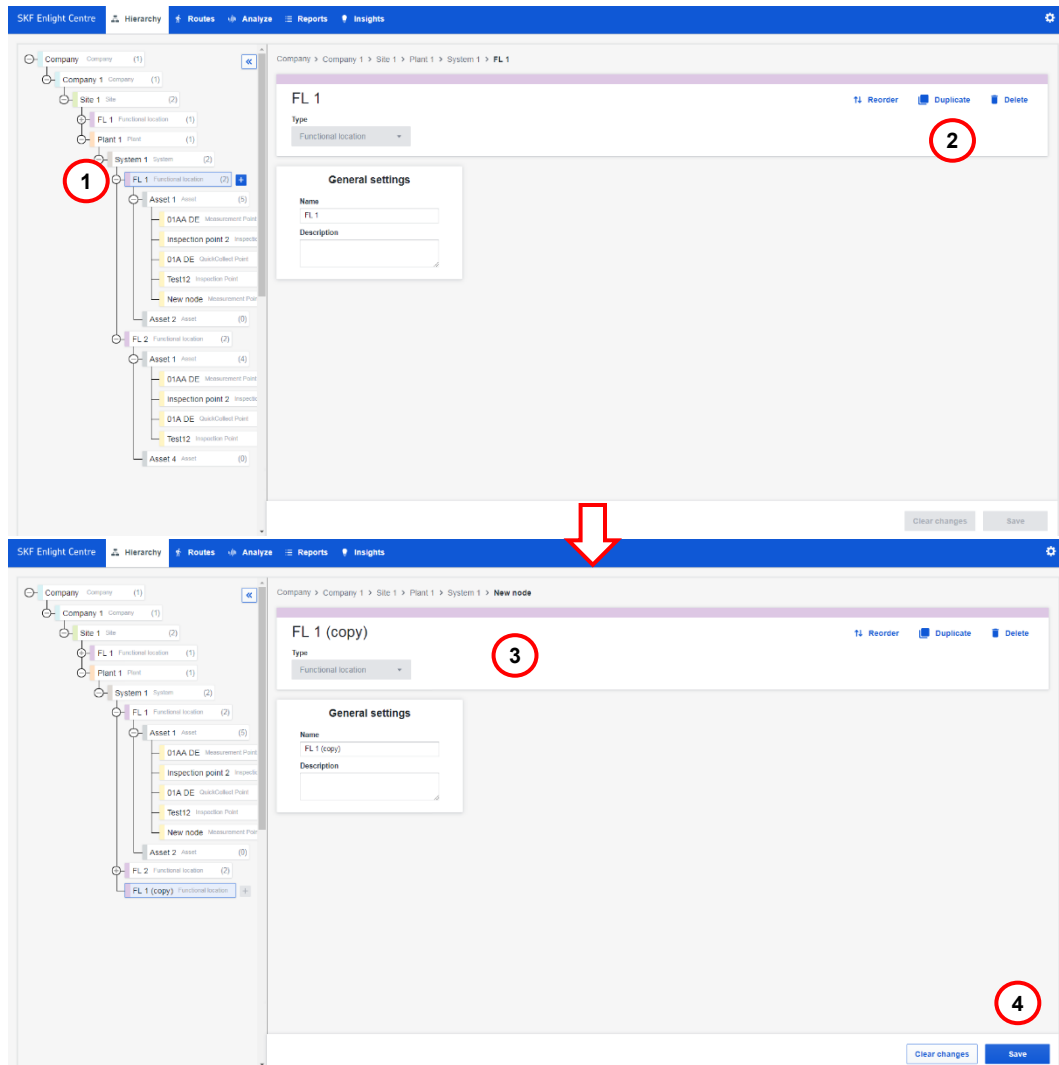 SKF Enlight Centre Hierarchy Routes Analyze Reports Insights
Company Company (1)
Company 1 Company (1)
Site 1 Site (2)
FL 1 Functional location (1)
Plant 1 Plant (1)
System 1 System (2)
1
FL 1 Functional location (2) +
Asset 1 Asset (5)
01AA DE Measurement Point
Inspection point 2
01A DE QuickCollect Point
Test12 Inspection Point
New node Measurement
Asset 2 Asset (0)
FL 2 Functional location (2)
Asset 1 Asset (4)
01AA DE Measurement Point
Inspection point 2
01A DE QuickCollect Point
Test12 Inspection Point
Asset 4 Asset (0)
«
Company > Company 1 > Site 1 > Plant 1 > System 1 > FL 1
FL 1
Reorder Duplicate Delete
2
Type
Functional location
General settings
Name
FL 1
Description
Clear changes Save
SKF Enlight Centre Hierarchy Routes Analyze Reports Insights
Company Company (1)
Company 1 Company (1)
Site 1 Site (2)
FL 1 Functional location (1)
Plant 1 Plant (1)
System 1 System (2)
FL 1 Functional location (2)
Asset 1 Asset (5)
01AA DE Measurement Point
Inspection point 2
01A DE QuickCollect Point
Test12 Inspection Point
New node Measurement
Asset 2 Asset (0)
FL 2 Functional location (2)
FL 1 (copy) Functional location +
«
Company > Company 1 > Site 1 > Plant 1 > System 1 > New node
FL 1 (copy)
3
Reorder Duplicate Delete
Type
Functional location
General settings
Name
FL 1 (copy)
Description
4
Clear changes Save